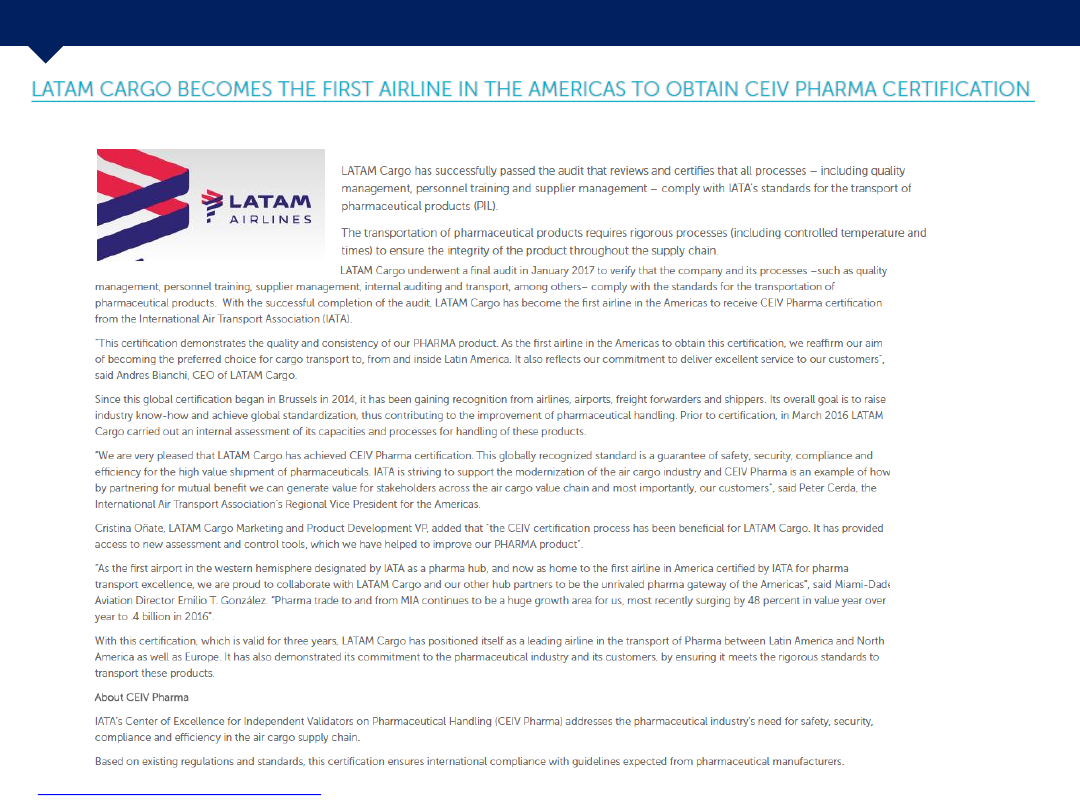 LATAM CARGO BECOMES THE FIRST AIRLINE IN THE AMERICAS TO OBTAIN CEIV PHARMA CERTIFICATION
LATAM
AIRLINES
LATAM Cargo has successfully passed the audit that reviews and certifies that all processes – including quality
management, personnel training and supplier management – comply with IATA's standards for the transport of
pharmaceutical products (PIL).
The transportation of pharmaceutical products requires rigorous processes (including controlled temperature and
times) to ensure the integrity of the product throughout the supply chain.
LATAM Cargo underwent a final audit in January 2017 to verify that the company and its processes –such as quality
management, personnel training, supplier management, internal auditing and transport, among others– comply with the standards for the transportation of
pharmaceutical products. With the successful completion of the audit, LATAM Cargo has become the first airline in the Americas to receive CEIV Pharma certification
from the International Air Transport Association (IATA).
"This certification demonstrates the quality and consistency of our PHARMA product. As the first airline in the Americas to obtain this certification, we reaffirm our aim
of becoming the preferred choice for cargo transport to, from and inside Latin America. It also reflects our commitment to deliver excellent service to our customers",
said Andres Bianchi, CEO of LATAM Cargo.
Since this global certification began in Brussels in 2014, it has been gaining recognition from airlines, airports, freight forwarders and shippers. Its overall goal is to raise
industry know-how and achieve global standardization, thus contributing to the improvement of pharmaceutical handling. Prior to certification, in March 2016 LATAM
Cargo carried out an internal assessment of its capacities and processes for handling of these products.
"We are very pleased that LATAM Cargo has achieved CEIV Pharma certification. This globally recognized standard is a guarantee of safety, security, compliance and
efficiency for the high value shipment of pharmaceuticals. IATA is striving to support the modernization of the air cargo industry and CEIV Pharma is an example of how
by partnering for mutual benefit we can generate value for stakeholders across the air cargo value chain and most importantly, our customers", said Peter Cerda, the
International Air Transport Association's Regional Vice President for the Americas.
Cristina Oñate, LATAM Cargo Marketing and Product Development VP, added that "the CEIV certification process has been beneficial for LATAM Cargo. It has provided
access to new assessment and control tools, which we have helped to improve our PHARMA product".
"As the first airport in the western hemisphere designated by IATA as a pharma hub, and now as home to the first airline in America certified by IATA for pharma
transport excellence, we are proud to collaborate with LATAM Cargo and our other hub partners to be the unrivaled pharma gateway of the Americas", said Miami-Dade
Aviation Director Emilio T. González. "Pharma trade to and from MIA continues to be a huge growth area for us, most recently surging by 48 percent in value year over
year to .4 billion in 2016".
With this certification, which is valid for three years, LATAM Cargo has positioned itself as a leading airline in the transport of Pharma between Latin America and North
America as well as Europe. It has also demonstrated its commitment to the pharmaceutical industry and its customers, by ensuring it meets the rigorous standards to
transport these products.
About CEIV Pharma
IATA's Center of Excellence for Independent Validators on Pharmaceutical Handling (CEIV Pharma) addresses the pharmaceutical industry's need for safety, security,
compliance and efficiency in the air cargo supply chain.
Based on existing regulations and standards, this certification ensures international compliance with guidelines expected from pharmaceutical manufacturers.